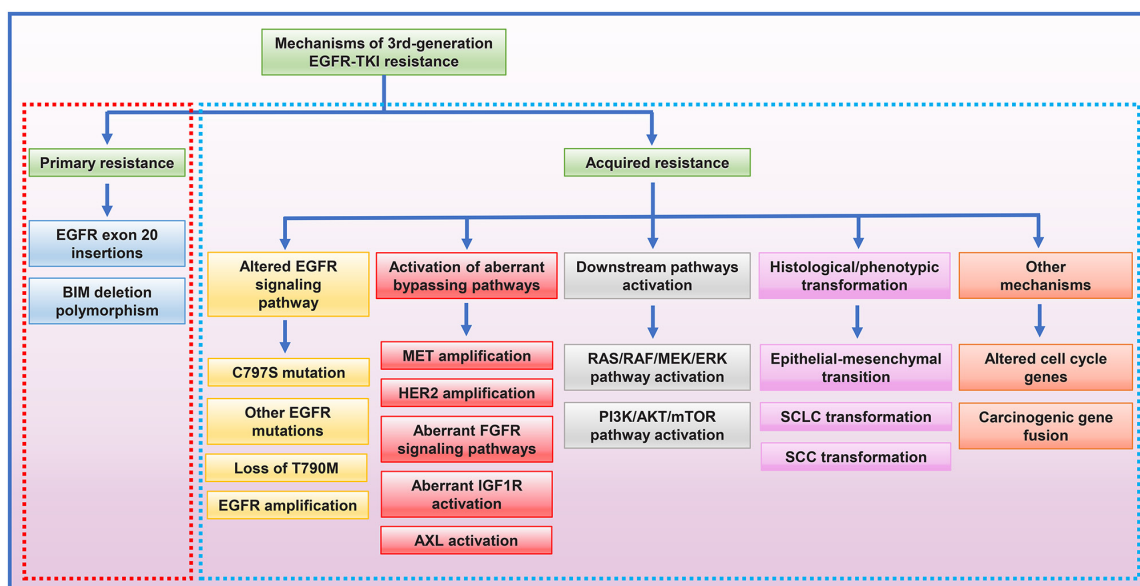 Mechanisms of 3rd-generation
EGFR-TKI resistance
Primary resistance
EGFR exon 20
insertions
BIM deletion
polymorphism
Acquired resistance
Altered EGFR
signaling
pathway
C797S mutation
Other EGFR
mutations
Loss of T790M
EGFR amplification
Activation of aberrant
bypassing pathways
MET amplification
HER2 amplification
Aberrant FGFR
signaling pathways
Aberrant IGF1R
activation
AXL activation
Downstream pathways
activation
RAS/RAF/MEK/ERK
pathway activation
PI3K/AKT/mTOR
pathway activation
Histological/phenotypic
transformation
Epithelial-mesenchymal
transition
SCLC transformation
SCC transformation
Other
mechanisms
Altered cell cycle
genes
Carcinogenic gene
fusion